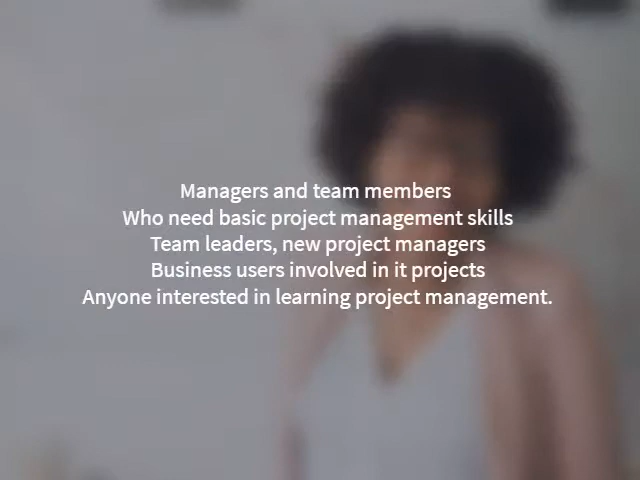 Managers and team members
Who need basic project management skills
Team leaders, new project managers
Business users involved in it projects
Anyone interested in learning project management.